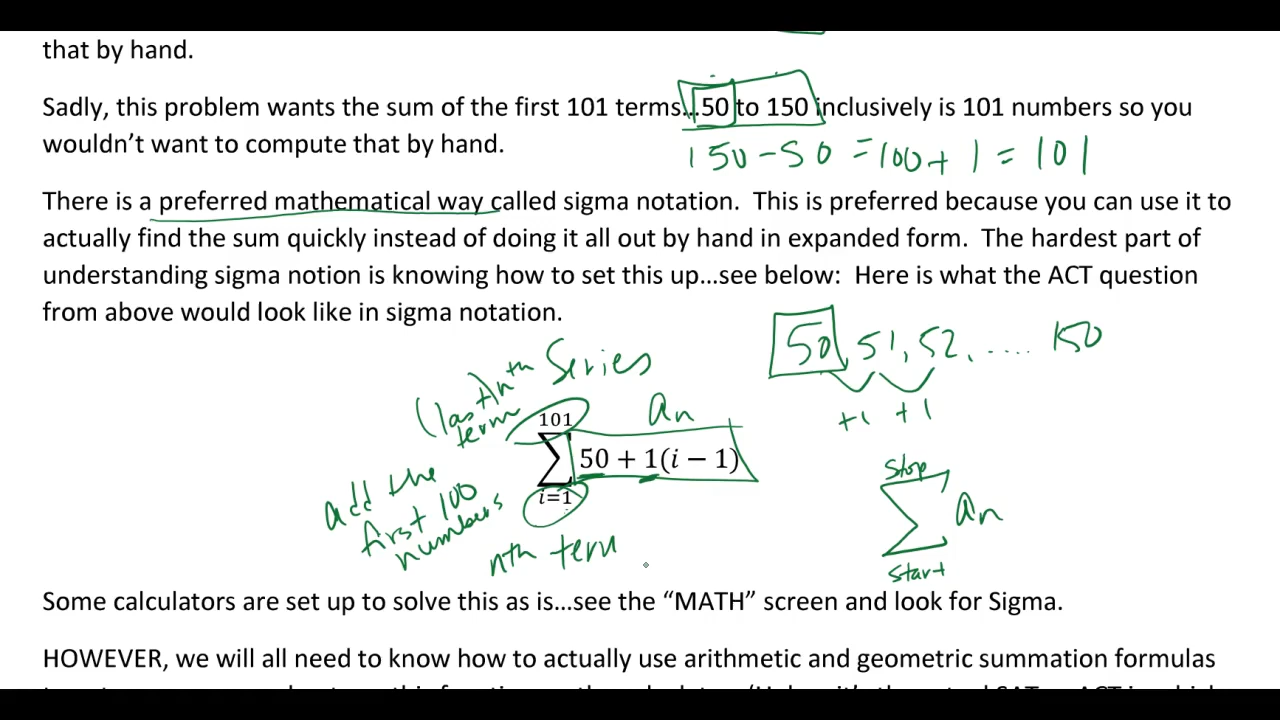 that by hand.
Sadly, this problem wants the sum of the first 101 terms...50 to 150 inclusively is 101 numbers so you
wouldn't want to compute that by hand.
150 - 50 = 100 + 1 = 101
There is a preferred mathematical way called sigma notation. This is preferred because you can use it to
actually find the sum quickly instead of doing it all out by hand in expanded form. The hardest part of
understanding sigma notion is knowing how to set this up...see below: Here is what the ACT question
from above would look like in sigma notation.
50, 51, 52, .... 150
+1 +1
Series
(last) nth
term
101
an
∑ 50 + 1(i − 1)
i=1
add the
first 100
numbers
nth term
stop
∑ an
start
Some calculators are set up to solve this as is...see the “MATH” screen and look for Sigma.
HOWEVER, we will all need to know how to actually use arithmetic and geometric summation formulas